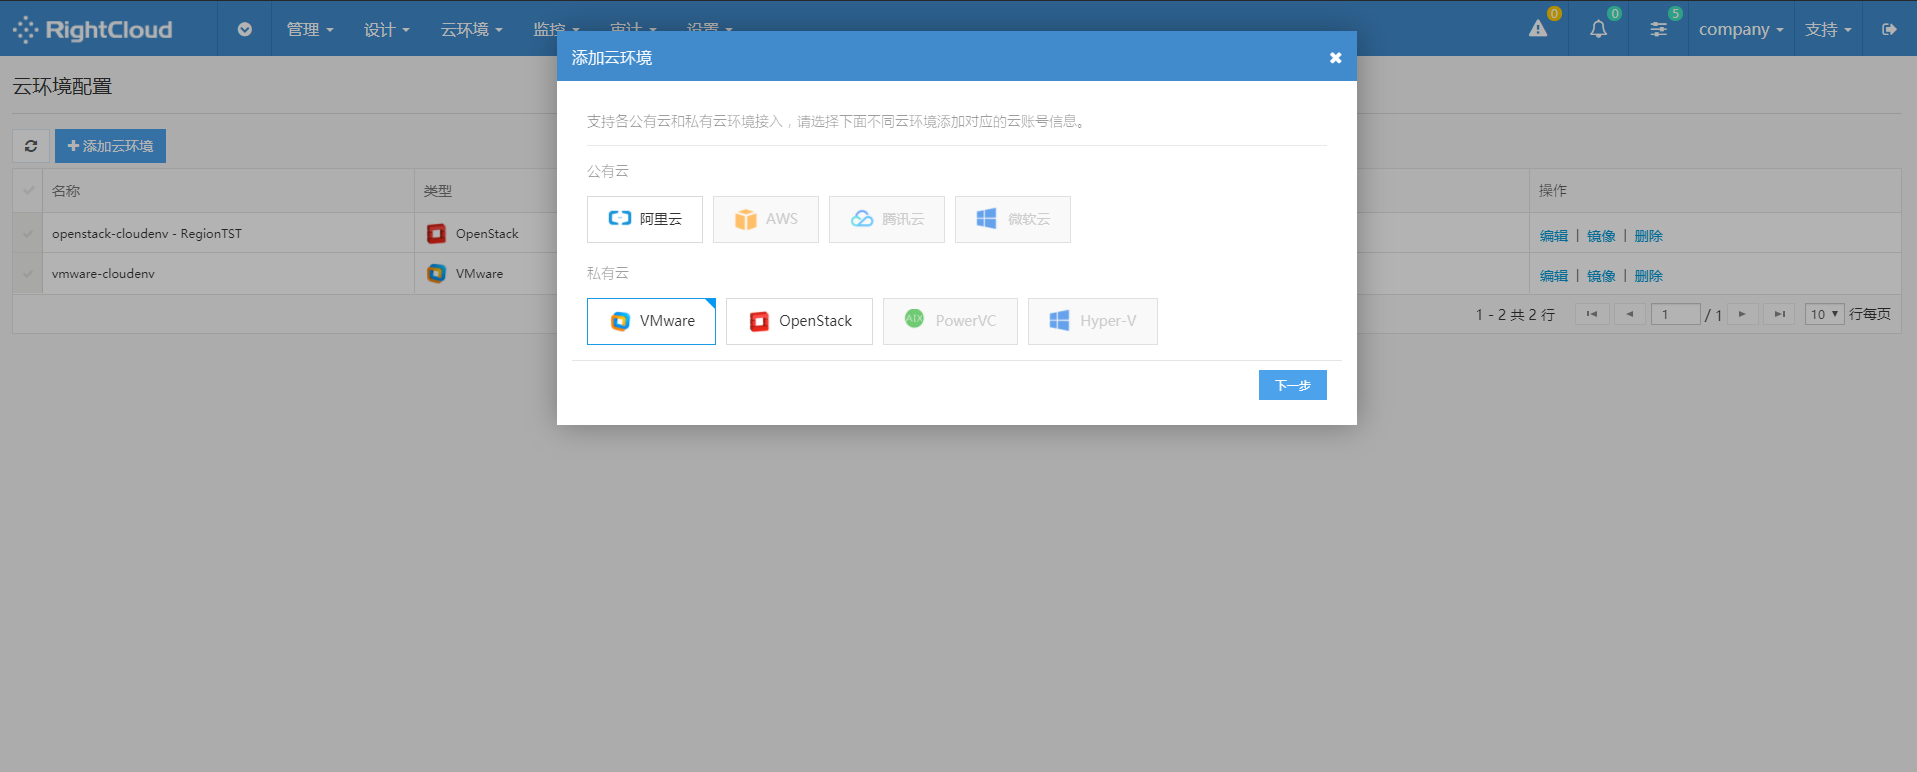 RightCloud 管理 设计 云环境 监控 审计 设置 0 0 5 company 支持
添加云环境
云环境配置
支持各公有云和私有云环境接入，请选择下面不同云环境添加对应的云账号信息。
添加云环境
公有云
名称 类型 操作
阿里云 AWS 腾讯云 微软云
openstack-cloudenv - RegionTST OpenStack 编辑 | 镜像 | 删除
vmware-cloudenv VMware 编辑 | 镜像 | 删除
私有云
1 - 2 共 2 行 1 / 1 10 行每页
VMware OpenStack AIX PowerVC Hyper-V
下一步